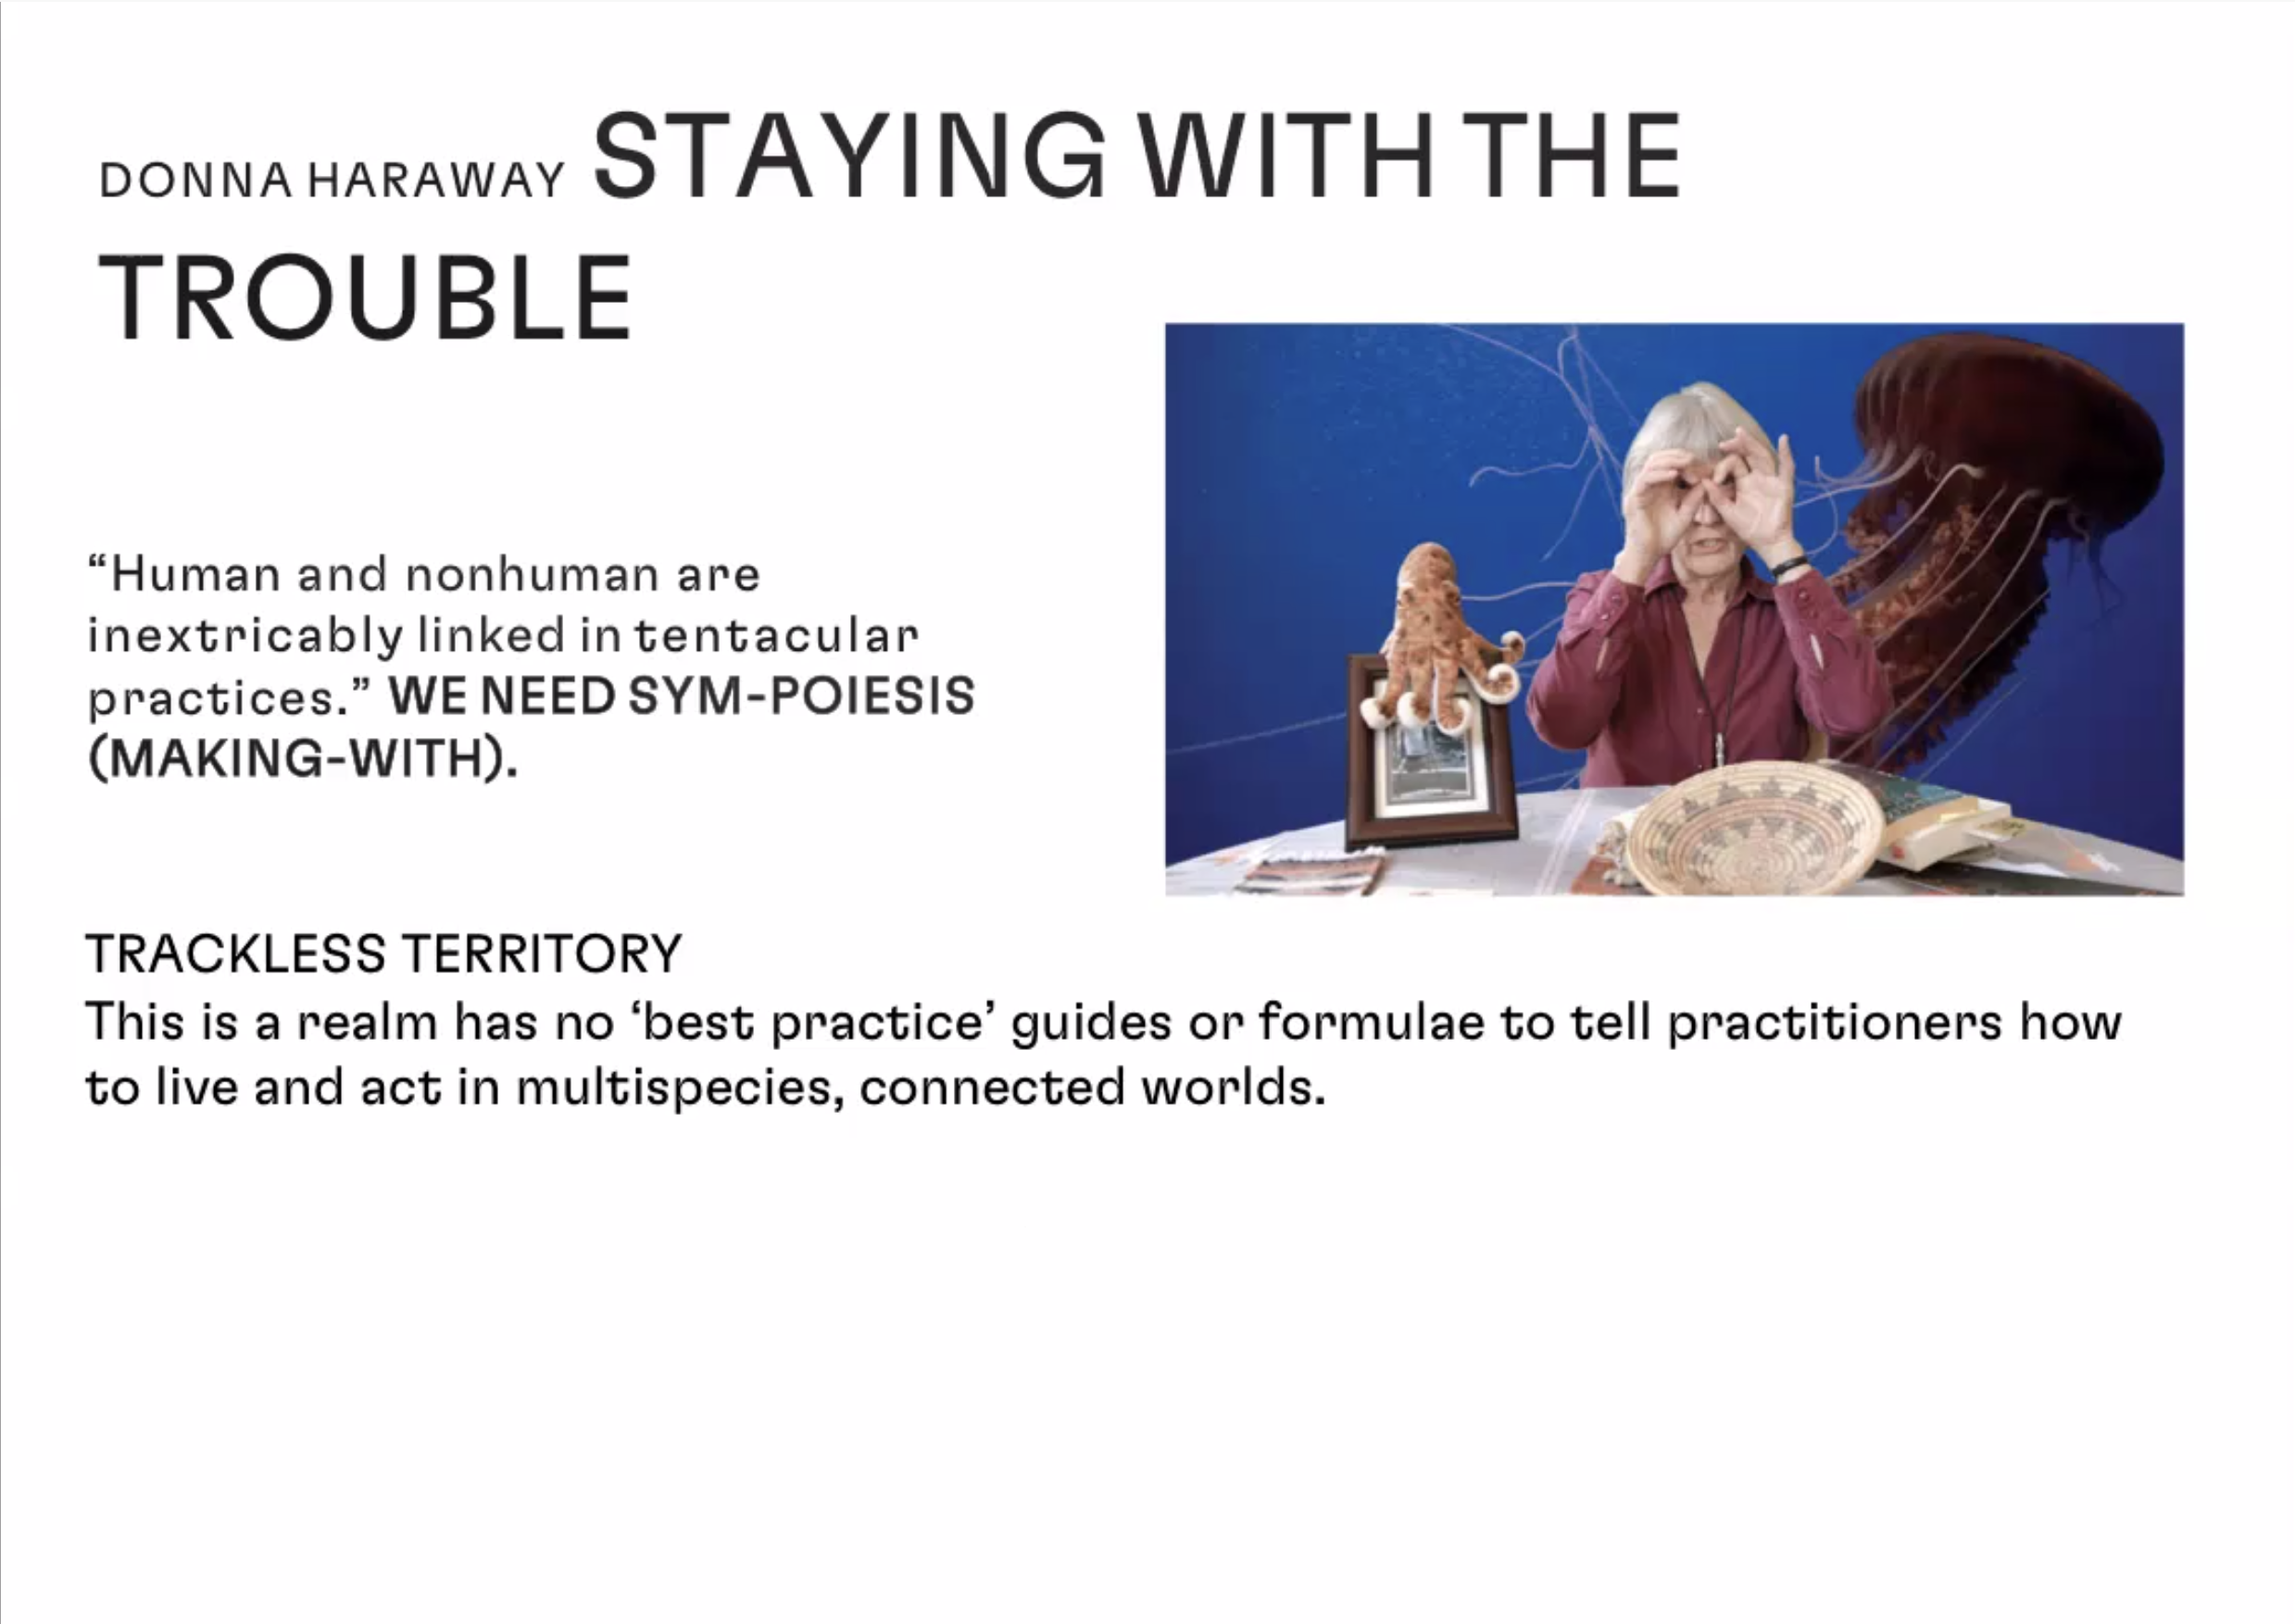 DONNA HARAWAY STAYING WITH THE
TROUBLE
“Human and nonhuman are
inextricably linked in tentacular
practices.” WE NEED SYM-POIESIS
(MAKING-WITH).
TRACKLESS TERRITORY
This is a realm has no ‘best practice’ guides or formulae to tell practitioners how
to live and act in multispecies, connected worlds.